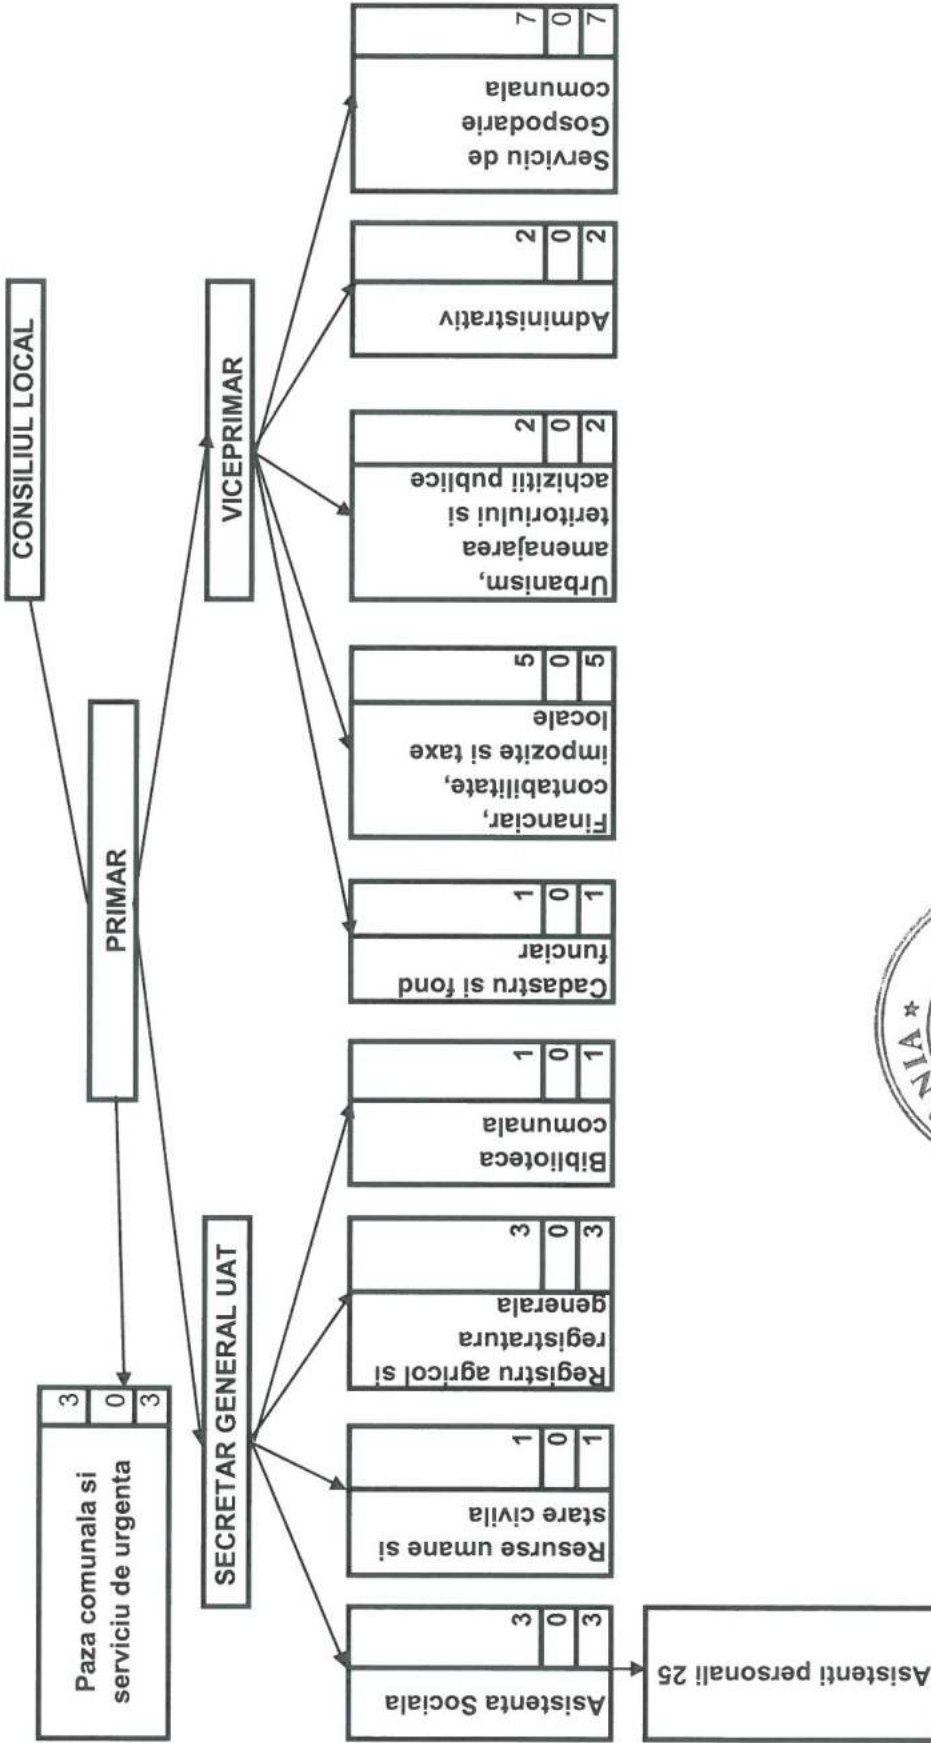 CONSILIUL LOCAL
PRIMAR
Paza comunala si
serviciu de urgenta
3
0
3
SECRETAR GENERAL UAT
VICEPRIMAR
Asistenta Sociala
3
0
3
Resurse umane si
stare civila
1
0
1
Registru agricol si
registratura
generala
3
0
3
Biblioteca
comunala
1
0
1
Cadastru si fond
funciar
1
0
1
Financiar,
contabilitate,
impozite si taxe
locale
5
0
5
Urbanism,
amenajarea
teritoriului si
achizitii publice
2
0
2
Administrativ
2
0
2
Serviciu de
Gospodarie
comunala
7
0
7
Asistenti personali 25